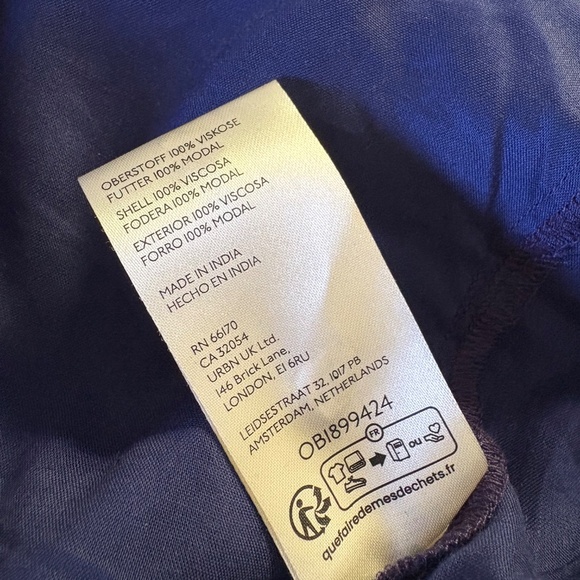 OBERSTOFF 100% VISKOSE
FUTTER 100% MODAL
SHELL 100% VISCOSA
FODERA 100% MODAL
EXTERIOR 100% VISCOSA
FORRO 100% MODAL
MADE IN INDIA
HECHO EN INDIA
RN 66170
CA 32054
URBN UK Ltd.
146 Brick Lane,
LONDON, E1 6RU
LEIDSESTRAAT 32, 1017 PB
AMSTERDAM, NETHERLANDS
OB1899424
FR
OU
quefairedemesdechets.fr